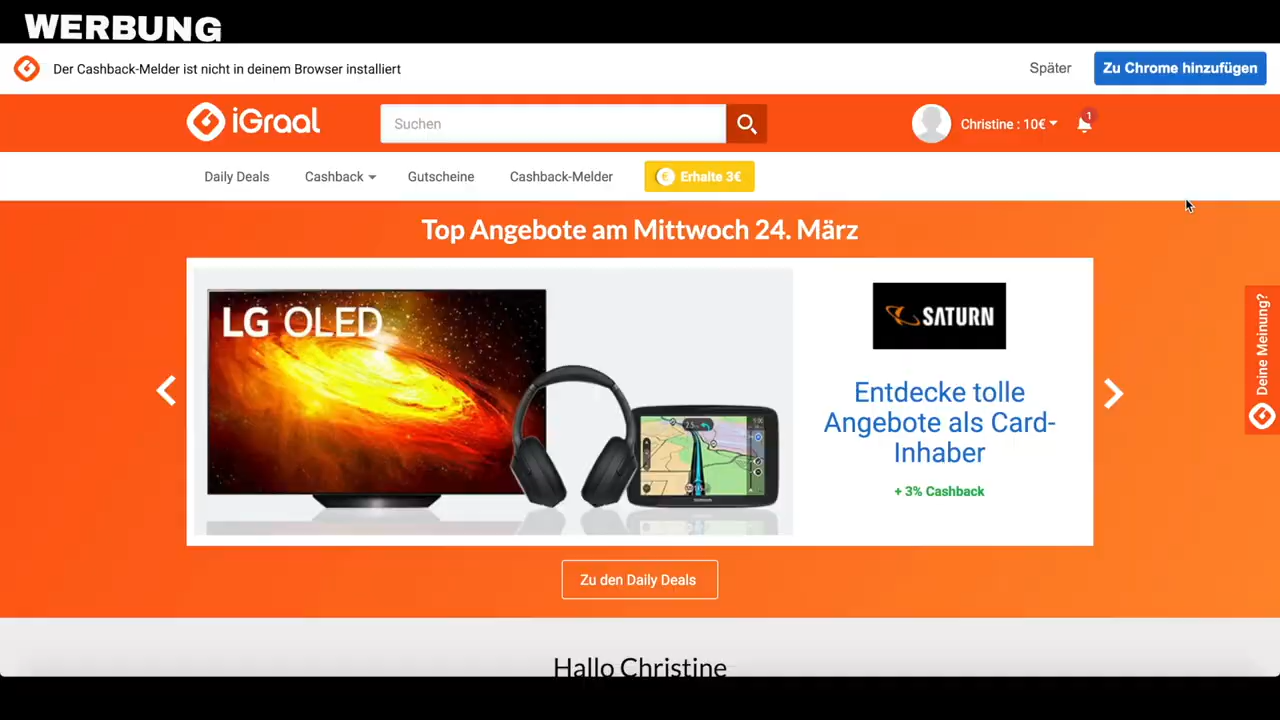 WERBUNG
Der Cashback-Melder ist nicht in deinem Browser installiert
Später
Zu Chrome hinzufügen
iGraal
Suchen
Christine : 10€
1
Daily Deals
Cashback
Gutscheine
Cashback-Melder
€ Erhalte 3€
Top Angebote am Mittwoch 24. März
LG OLED
SATURN
Entdecke tolle
Angebote als Card-
Inhaber
+ 3% Cashback
Deine Meinung?
Zu den Daily Deals
Hallo Christine